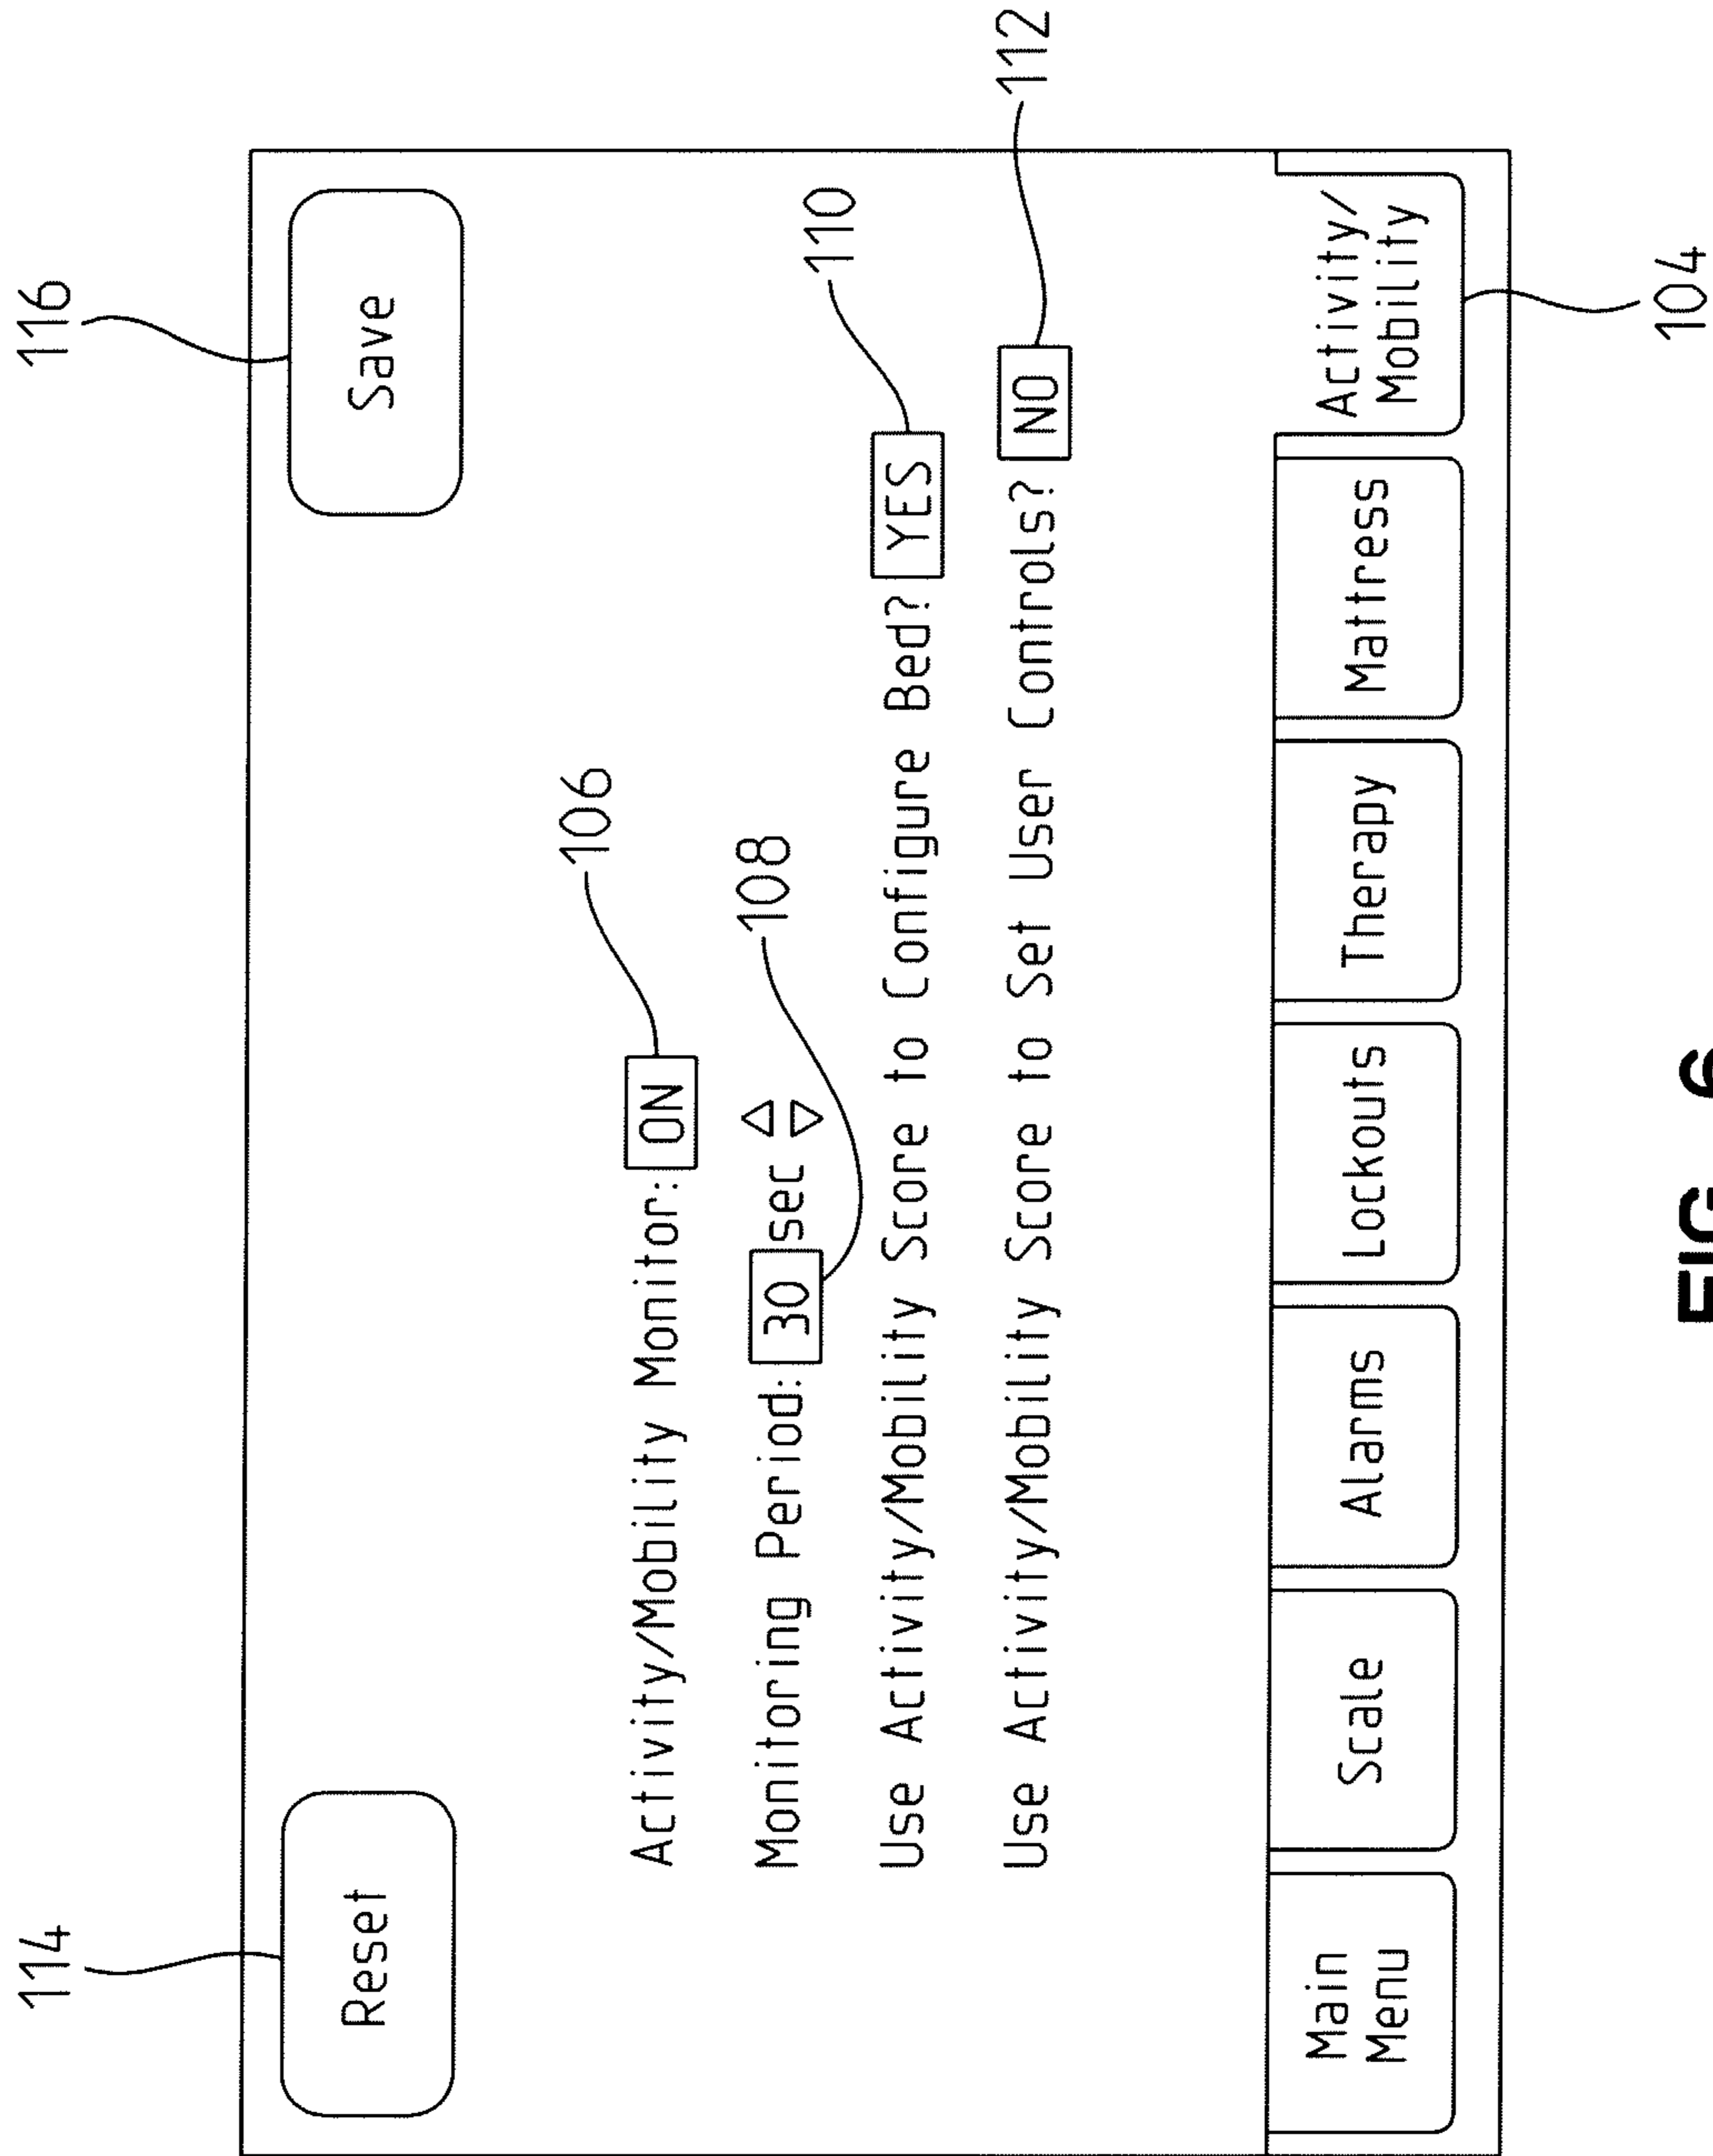 114
116
Reset
Save
106
Activity/Mobility Monitor: ON
108
Monitoring Period: 30 sec
110
Use Activity/Mobility Score to Configure Bed? YES
112
Use Activity/Mobility Score to Set User Controls? NO
Main
Menu
Scale
Alarms
Lockouts
Therapy
Mattress
Activity/
Mobility
104
FIG. 6